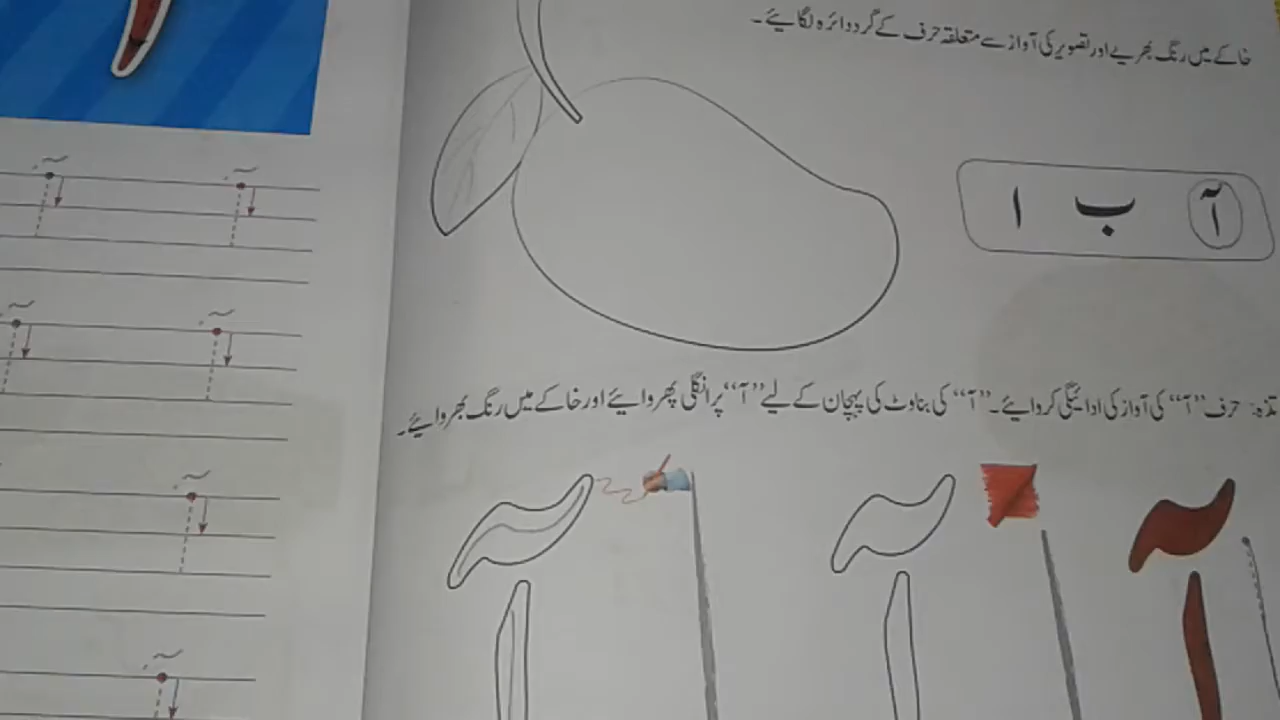 خاکے میں رنگ بھریے اور تصویر کی آواز سے متعلقہ حرف کے گرد دائرہ لگائیے۔
آ ب ا
حرف ”آ“ کی آواز کی ادائیگی کروائیے۔ ”آ“ کی بناوٹ کی پہچان کے لیے ”آ“ پر انگلی پھروائیے اور خاکے میں رنگ بھروائیے۔
آ آ آ
آ آ
آ آ
آ
آ